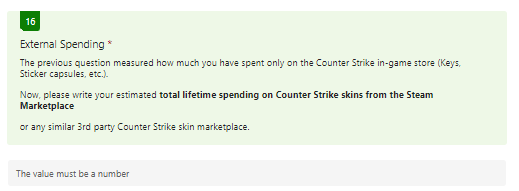 16
External Spending *
The previous question measured how much you have spent only on the Counter Strike in-game store (Keys,
Sticker capsules, etc.).
Now, please write your estimated total lifetime spending on Counter Strike skins from the Steam
Marketplace
or any similar 3rd party Counter Strike skin marketplace.
The value must be a number